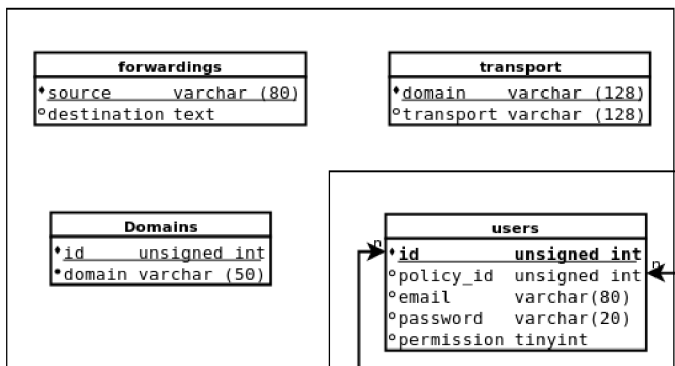 forwardings
source varchar (80)
destination text
transport
domain varchar (128)
transport varchar (128)
Domains
id unsigned int
domain varchar (50)
users
n
id unsigned int
policy_id unsigned int
n
email varchar(80)
password varchar(20)
permission tinyint